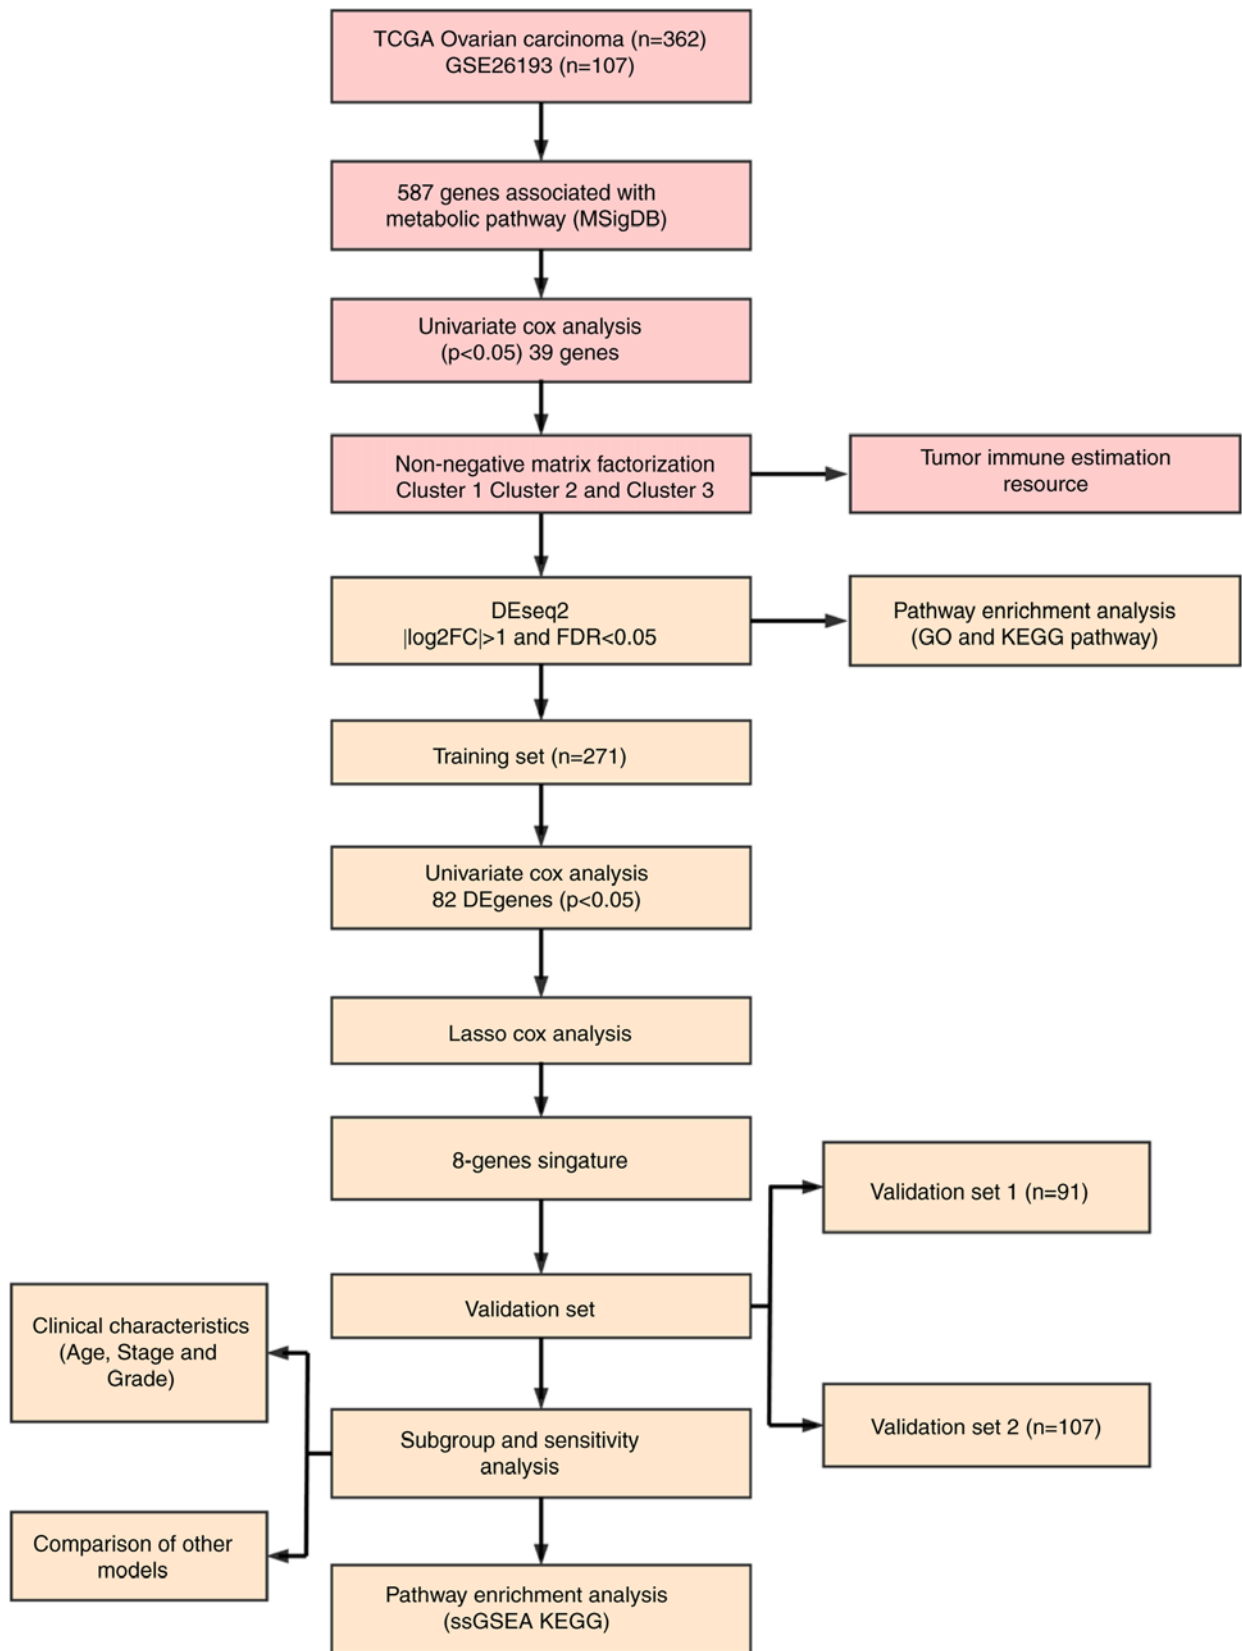 TCGA Ovarian carcinoma (n=362)
GSE26193 (n=107)
587 genes associated with
metabolic pathway (MSigDB)
Univariate cox analysis
(p<0.05) 39 genes
Non-negative matrix factorization
Cluster 1 Cluster 2 and Cluster 3
Tumor immune estimation
resource
DEseq2
|log2FC|>1 and FDR<0.05
Pathway enrichment analysis
(GO and KEGG pathway)
Training set (n=271)
Univariate cox analysis
82 DEgenes (p<0.05)
Lasso cox analysis
8-genes singature
Validation set 1 (n=91)
Validation set
Clinical characteristics
(Age, Stage and
Grade)
Validation set 2 (n=107)
Subgroup and sensitivity
analysis
Comparison of other
models
Pathway enrichment analysis
(ssGSEA KEGG)